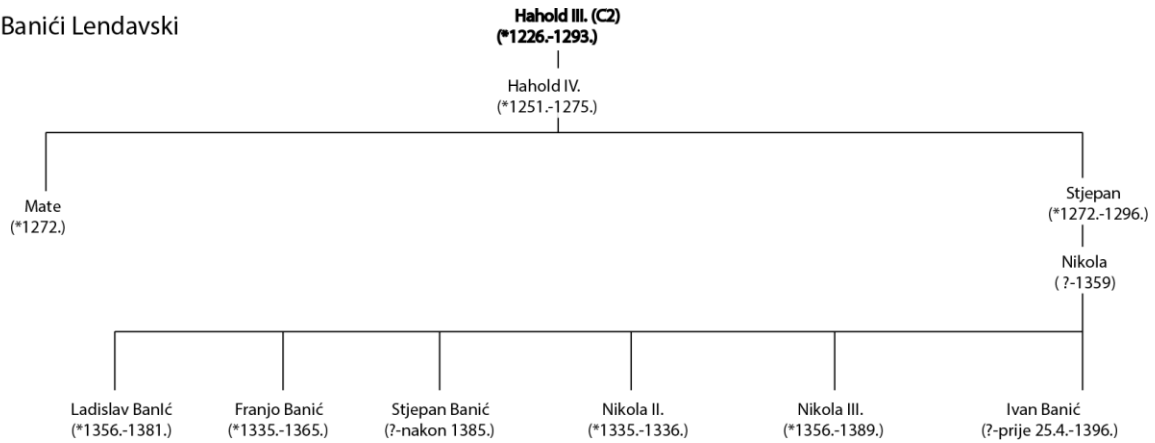 Banići Lendavski
Hahold III. (C2)
(*1226.-1293.)
Hahold IV.
(*1251.-1275.)
Mate
(*1272.)
Stjepan
(*1272.-1296.)
Nikola
( ?-1359)
Ladislav BanIć
(*1356.-1381.)
Franjo Banić
(*1335.-1365.)
Stjepan Banić
(?-nakon 1385.)
Nikola II.
(*1335.-1336.)
Nikola III.
(*1356.-1389.)
Ivan Banić
(?-prije 25.4.-1396.)